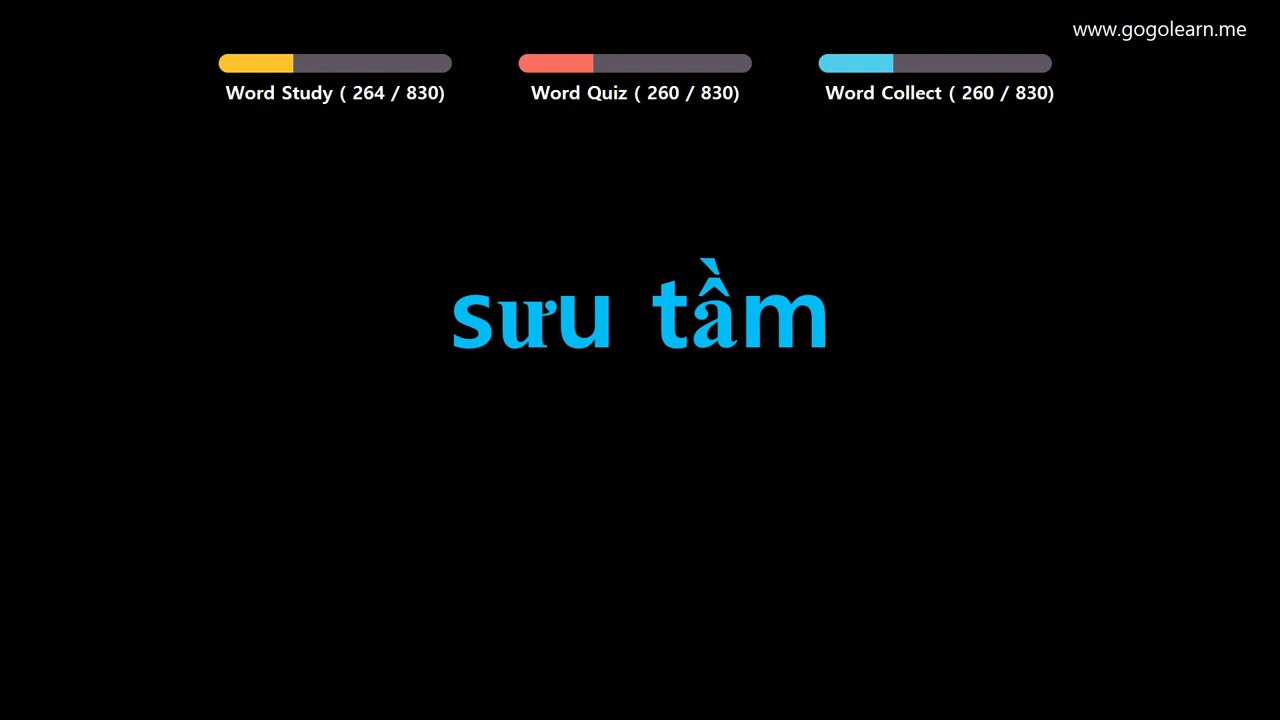 www.gogolearn.me
Word Study ( 264 / 830)
Word Quiz ( 260 / 830)
Word Collect ( 260 / 830)
sưu tầm